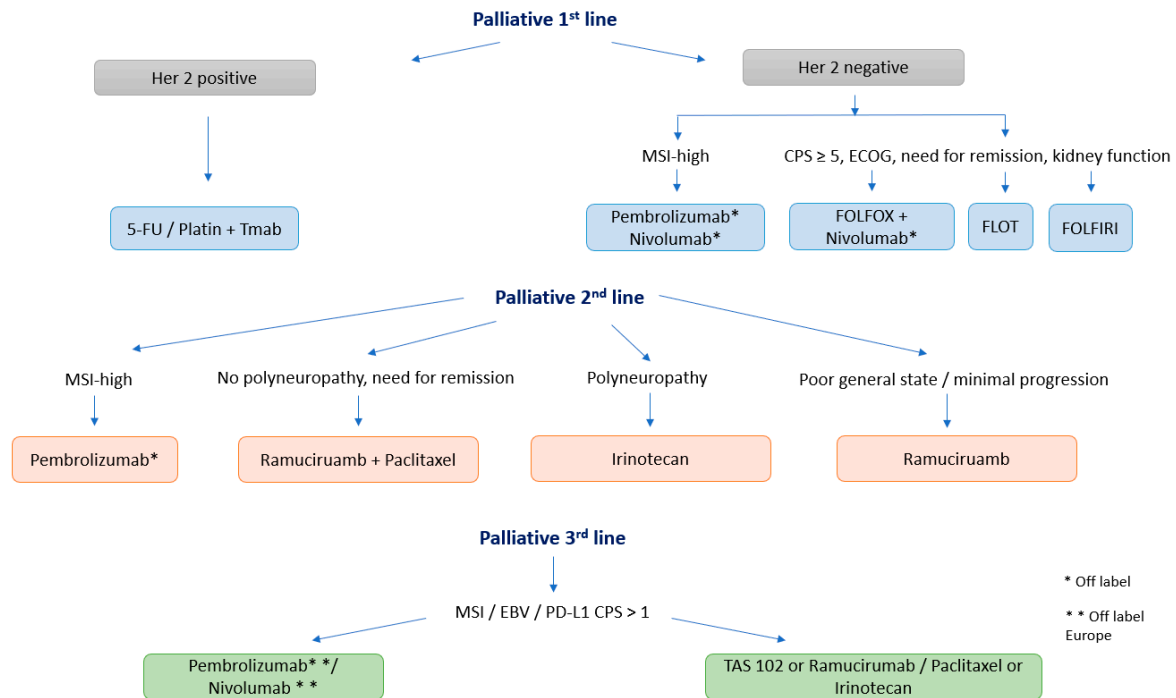 Palliative 1st line
Her 2 positive
Her 2 negative
MSI-high
CPS ≥ 5, ECOG, need for remission, kidney function
5-FU / Platin + Tmab
Pembrolizumab*
Nivolumab*
FOLFOX +
Nivolumab*
FLOT
FOLFIRI
Palliative 2nd line
MSI-high
No polyneuropathy, need for remission
Polyneuropathy
Poor general state / minimal progression
Pembrolizumab*
Ramuciruamb + Paclitaxel
Irinotecan
Ramuciruamb
Palliative 3rd line
MSI / EBV / PD-L1 CPS > 1
* Off label
* * Off label
Europe
Pembrolizumab* */
Nivolumab * *
TAS 102 or Ramucirumab / Paclitaxel or
Irinotecan